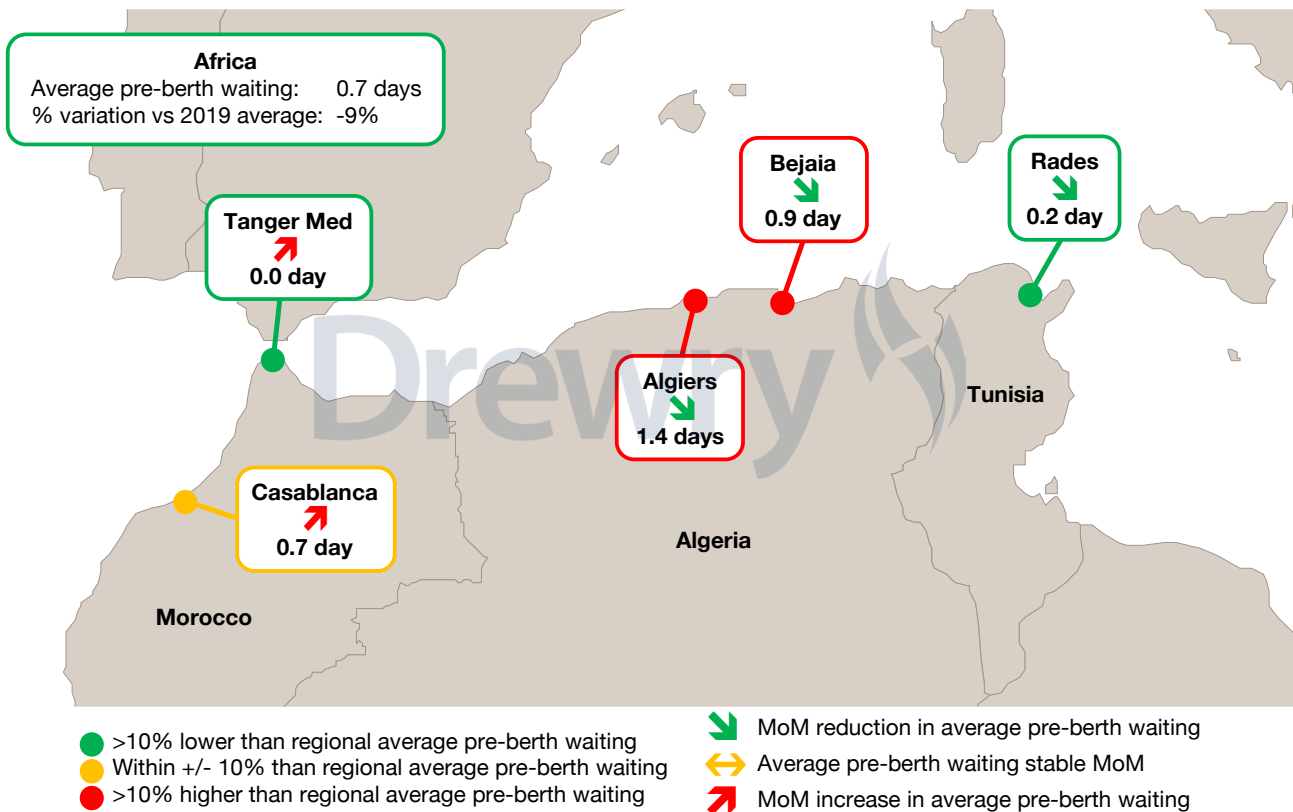 Africa
Average pre-berth waiting: 0.7 days
% variation vs 2019 average: -9%
Bejaia
0.9 day
Rades
0.2 day
Tanger Med
0.0 day
Drewry
Algiers
1.4 days
Tunisia
Casablanca
0.7 day
Algeria
Morocco
>10% lower than regional average pre-berth waiting
Within +/- 10% than regional average pre-berth waiting
>10% higher than regional average pre-berth waiting
MoM reduction in average pre-berth waiting
Average pre-berth waiting stable MoM
MoM increase in average pre-berth waiting